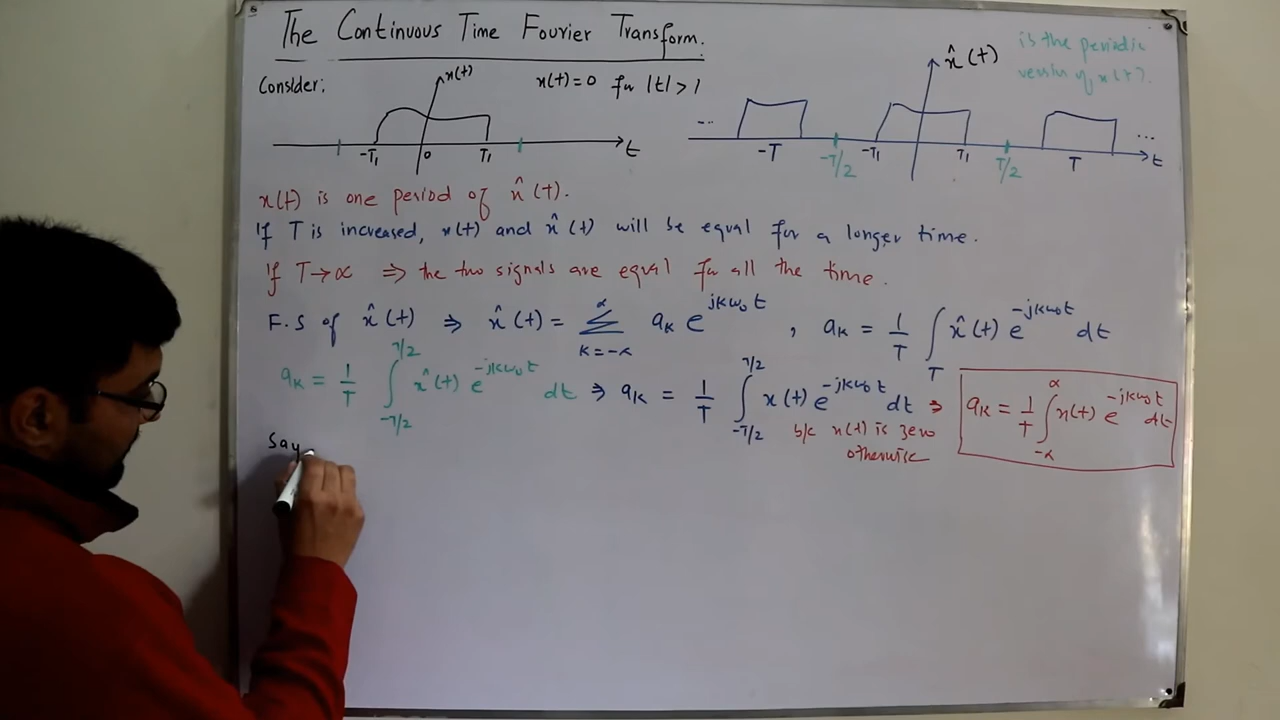 The Continuous Time Fourier Transform.
Consider:
x(t)
x(t)=0 for |t| > 1
-T₁ 0 T₁ t
x̂(t)
is the periodic
version of x(t).
... -T -T/2 -T₁ T₁ T/2 T ... t
x(t) is one period of x̂(t).
If T is increased, x(t) and x̂(t) will be equal for a longer time.
If T→∝ ⇒ the two signals are equal for all the time.
F.S of x̂(t) ⇒ x̂(t) = ∑_{k=-∝}^{∝} a_k e^{jkω₀t} , a_k = 1/T ∫_T x̂(t) e^{-jkω₀t} dt
a_k = 1/T ∫_{-T/2}^{T/2} x̂(t) e^{-jkω₀t} dt ⇒ a_k = 1/T ∫_{-T/2}^{T/2} x(t) e^{-jkω₀t} dt ⇒ a_k = 1/T ∫_{-∝}^{∝} x(t) e^{-jkω₀t} dt
b/c x(t) is zero
otherwise
Say